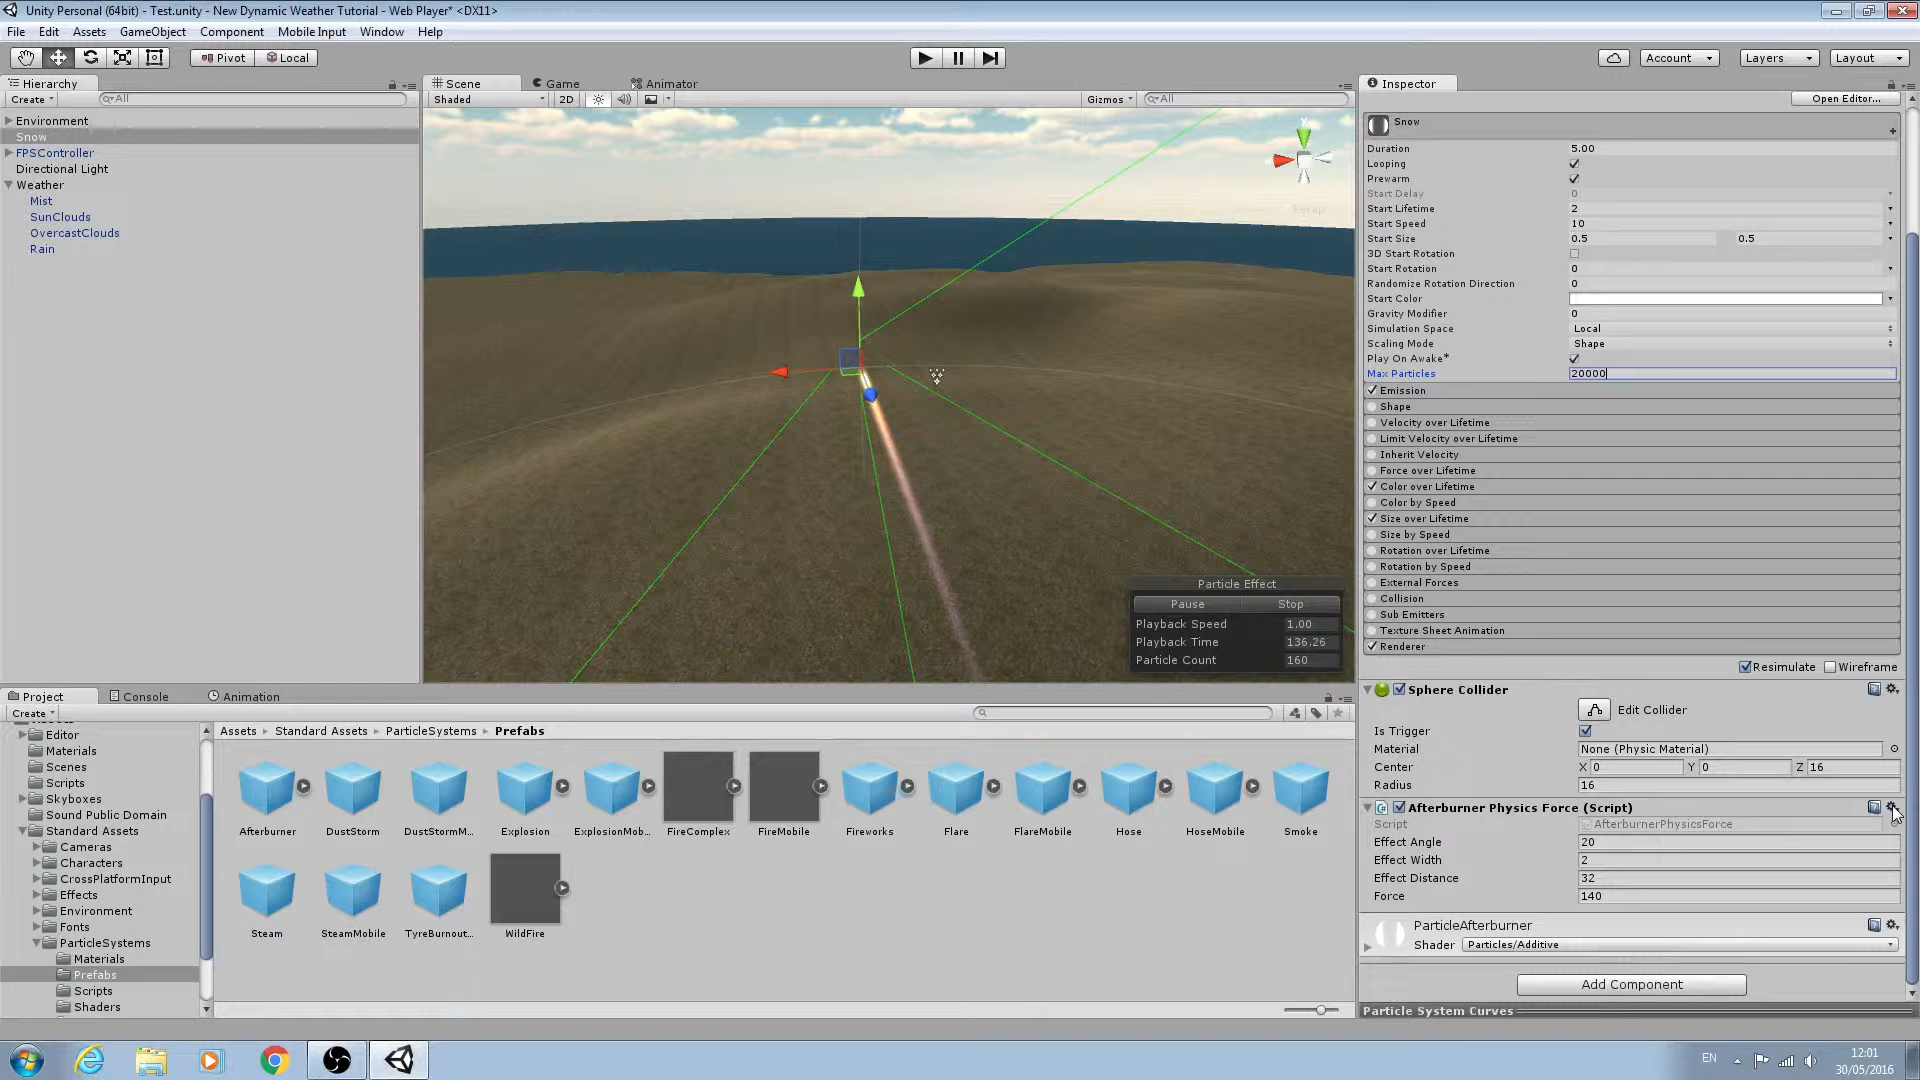 Unity Personal (64bit) - Test.unity - New Dynamic Weather Tutorial - Web Player* <DX11>
File Edit Assets GameObject Component Mobile Input Window Help
Pivot Local Account Layers Layout
Hierarchy
Create All
Environment
Snow
FPSController
Directional Light
Weather
Mist
SunClouds
OvercastClouds
Rain
Scene Game Animator
Shaded 2D Gizmos All
Persp
Particle Effect
Pause Stop
Playback Speed 1.00
Playback Time 136.26
Particle Count 160
Inspector
Open Editor...
Snow
Duration 5.00
Looping
Prewarm
Start Delay 0
Start Lifetime 2
Start Speed 10
Start Size 0.5 0.5
3D Start Rotation
Start Rotation 0
Randomize Rotation Direction 0
Start Color
Gravity Modifier 0
Simulation Space Local
Scaling Mode Shape
Play On Awake*
Max Particles 20000
Emission
Shape
Velocity over Lifetime
Limit Velocity over Lifetime
Inherit Velocity
Force over Lifetime
Color over Lifetime
Color by Speed
Size over Lifetime
Size by Speed
Rotation over Lifetime
Rotation by Speed
External Forces
Collision
Sub Emitters
Texture Sheet Animation
Renderer
Resimulate Wireframe
Sphere Collider
Edit Collider
Is Trigger
Material None (Physic Material)
Center X 0 Y 0 Z 16
Radius 16
Afterburner Physics Force (Script)
Script AfterburnerPhysicsForce
Effect Angle 20
Effect Width 2
Effect Distance 32
Force 140
ParticleAfterburner
Shader Particles/Additive
Add Component
Particle System Curves
Project Console Animation
Create
Editor
Materials
Scenes
Scripts
Skyboxes
Sound Public Domain
Standard Assets
Cameras
Characters
CrossPlatformInput
Effects
Environment
Fonts
ParticleSystems
Materials
Prefabs
Scripts
Shaders
Assets Standard Assets ParticleSystems Prefabs
Afterburner DustStorm DustStormM... Explosion ExplosionMob... FireComplex FireMobile Fireworks Flare FlareMobile Hose HoseMobile Smoke
Steam SteamMobile TyreBurnout... WildFire
EN
12:01
30/05/2016